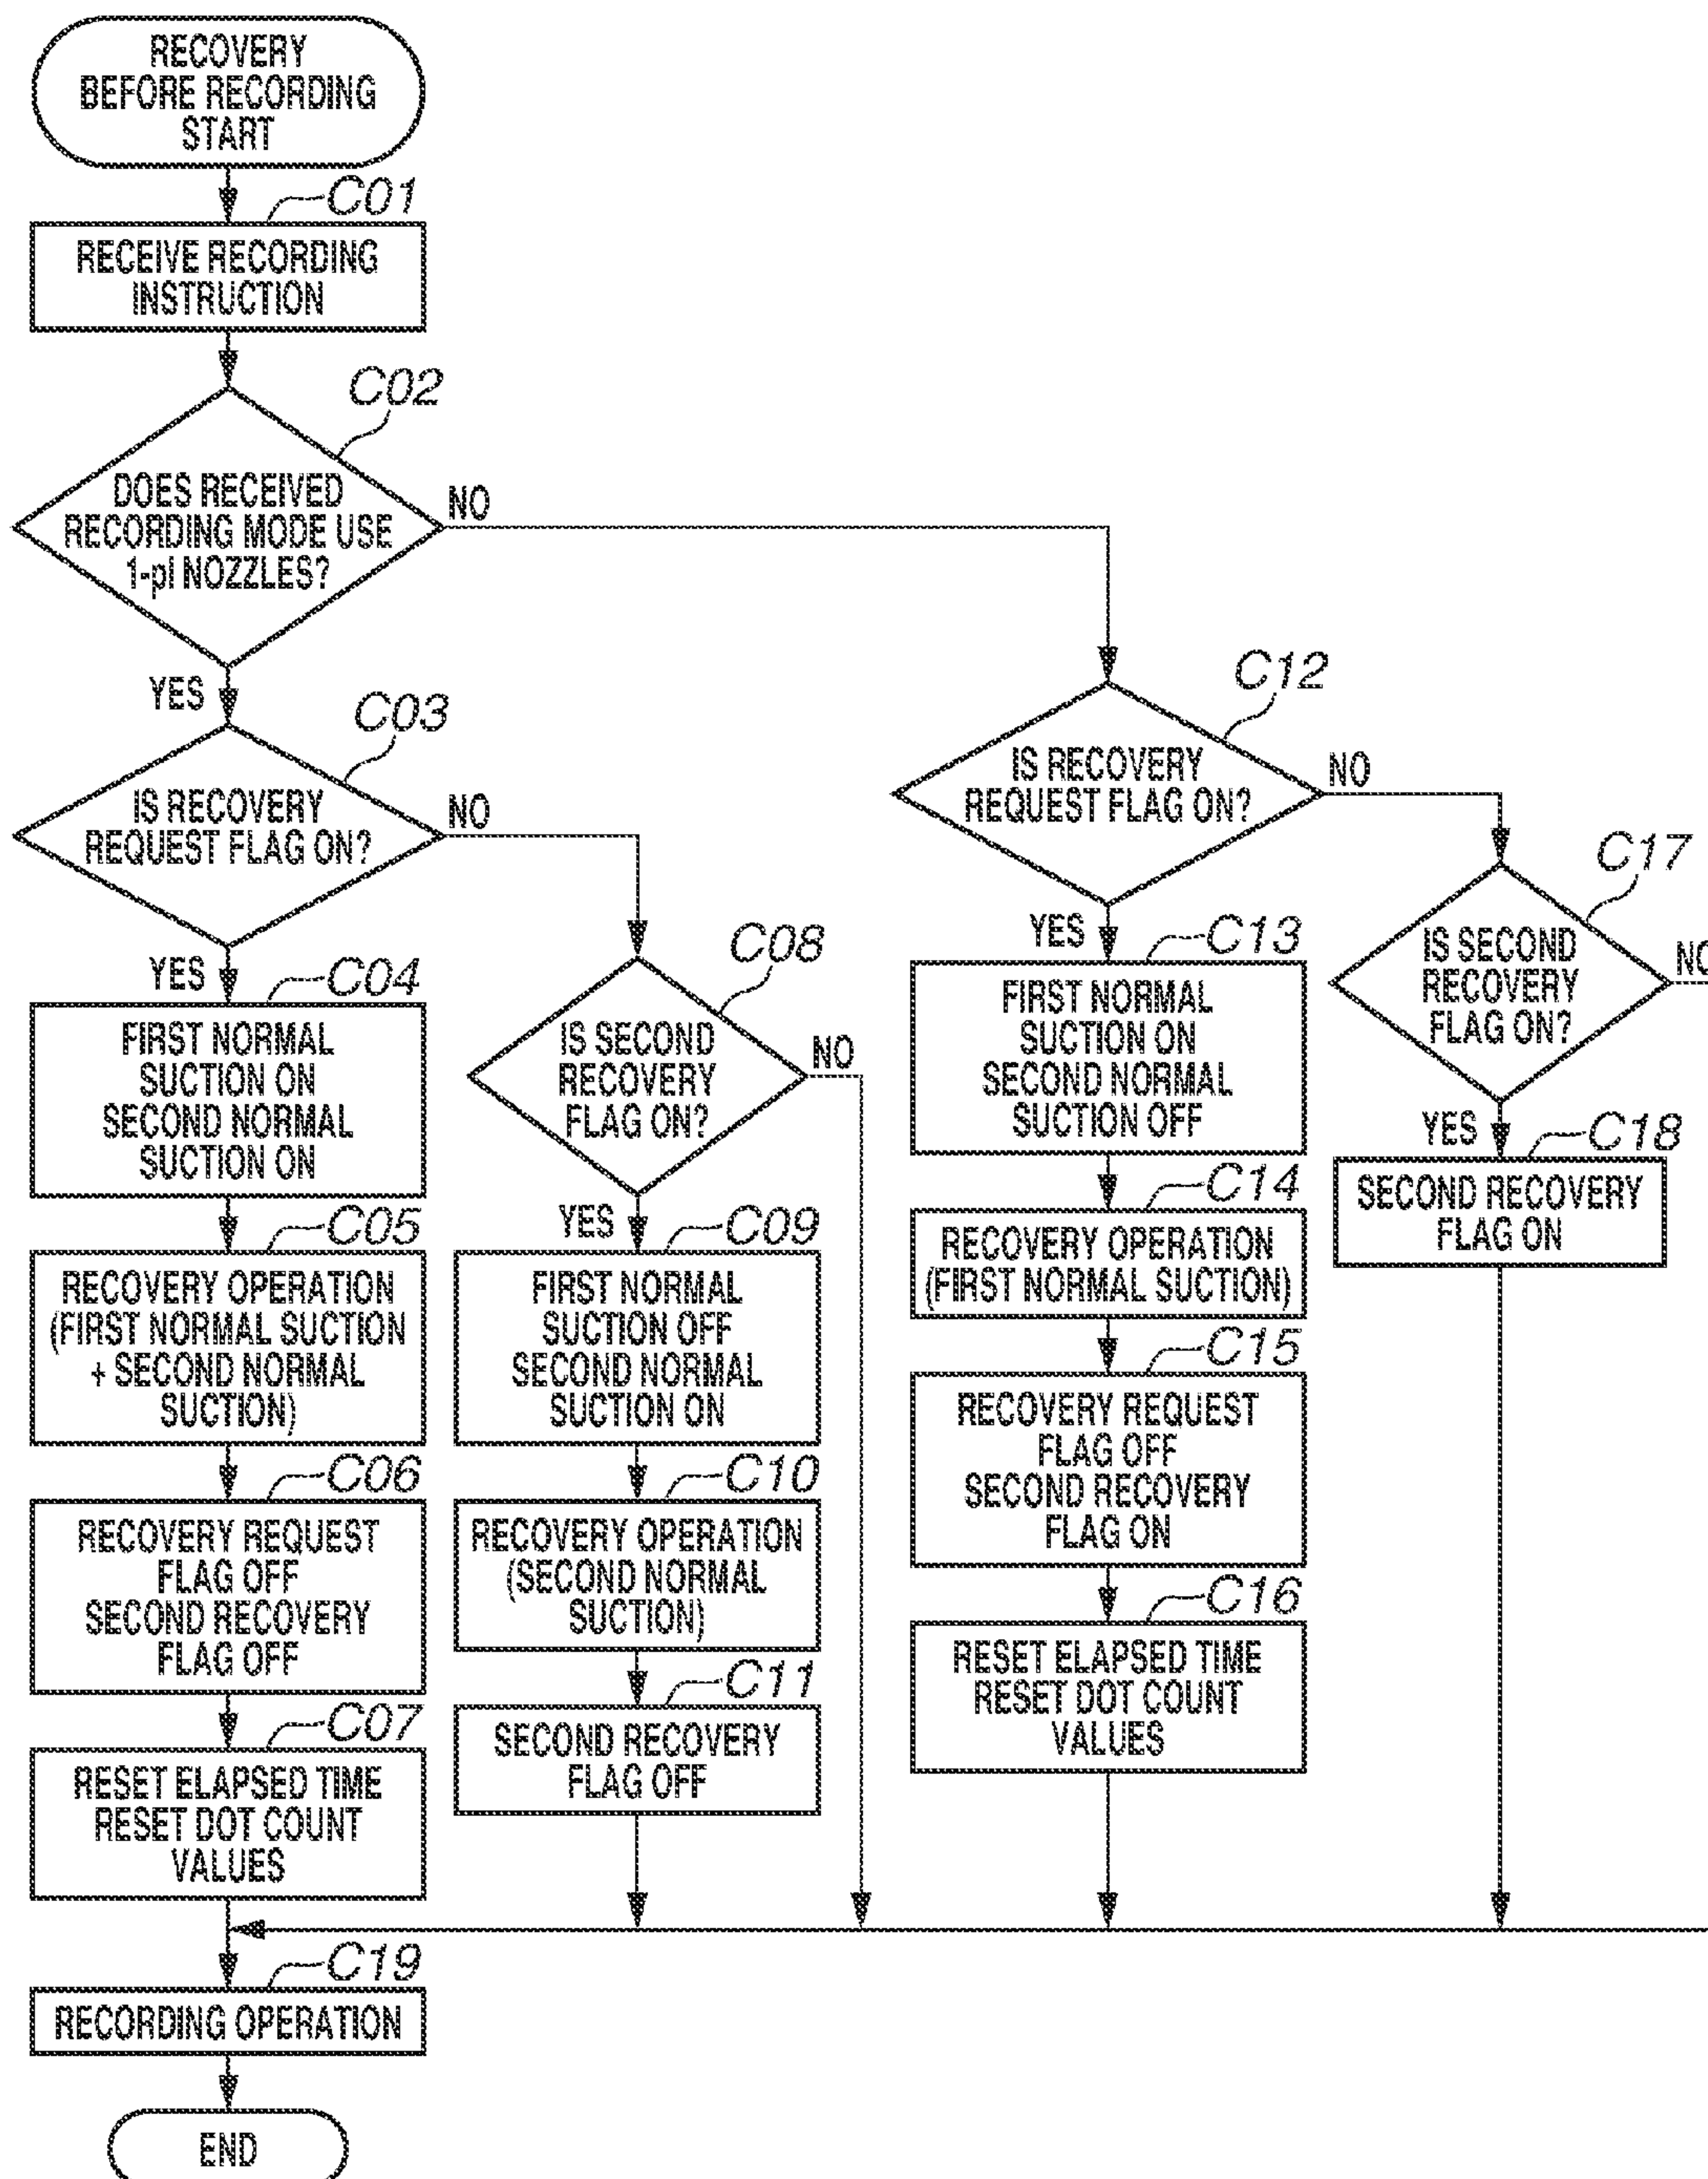 RECOVERY
BEFORE RECORDING
START
C01
RECEIVE RECORDING
INSTRUCTION
C02
DOES RECEIVED
RECORDING MODE USE
1-pl NOZZLES?
NO
YES
C03
IS RECOVERY
REQUEST FLAG ON?
NO
YES
C04
FIRST NORMAL
SUCTION ON
SECOND NORMAL
SUCTION ON
C05
RECOVERY OPERATION
(FIRST NORMAL SUCTION
+ SECOND NORMAL
SUCTION)
C06
RECOVERY REQUEST
FLAG OFF
SECOND RECOVERY
FLAG OFF
C07
RESET ELAPSED TIME
RESET DOT COUNT
VALUES
C08
IS SECOND
RECOVERY
FLAG ON?
NO
YES
C09
FIRST NORMAL
SUCTION OFF
SECOND NORMAL
SUCTION ON
C10
RECOVERY OPERATION
(SECOND NORMAL
SUCTION)
C11
SECOND RECOVERY
FLAG OFF
C12
IS RECOVERY
REQUEST FLAG ON?
NO
YES
C13
FIRST NORMAL
SUCTION ON
SECOND NORMAL
SUCTION OFF
C14
RECOVERY OPERATION
(FIRST NORMAL SUCTION)
C15
RECOVERY REQUEST
FLAG OFF
SECOND RECOVERY
FLAG ON
C16
RESET ELAPSED TIME
RESET DOT COUNT
VALUES
C17
IS SECOND
RECOVERY
FLAG ON?
NO
YES
C18
SECOND RECOVERY
FLAG ON
C19
RECORDING OPERATION
END